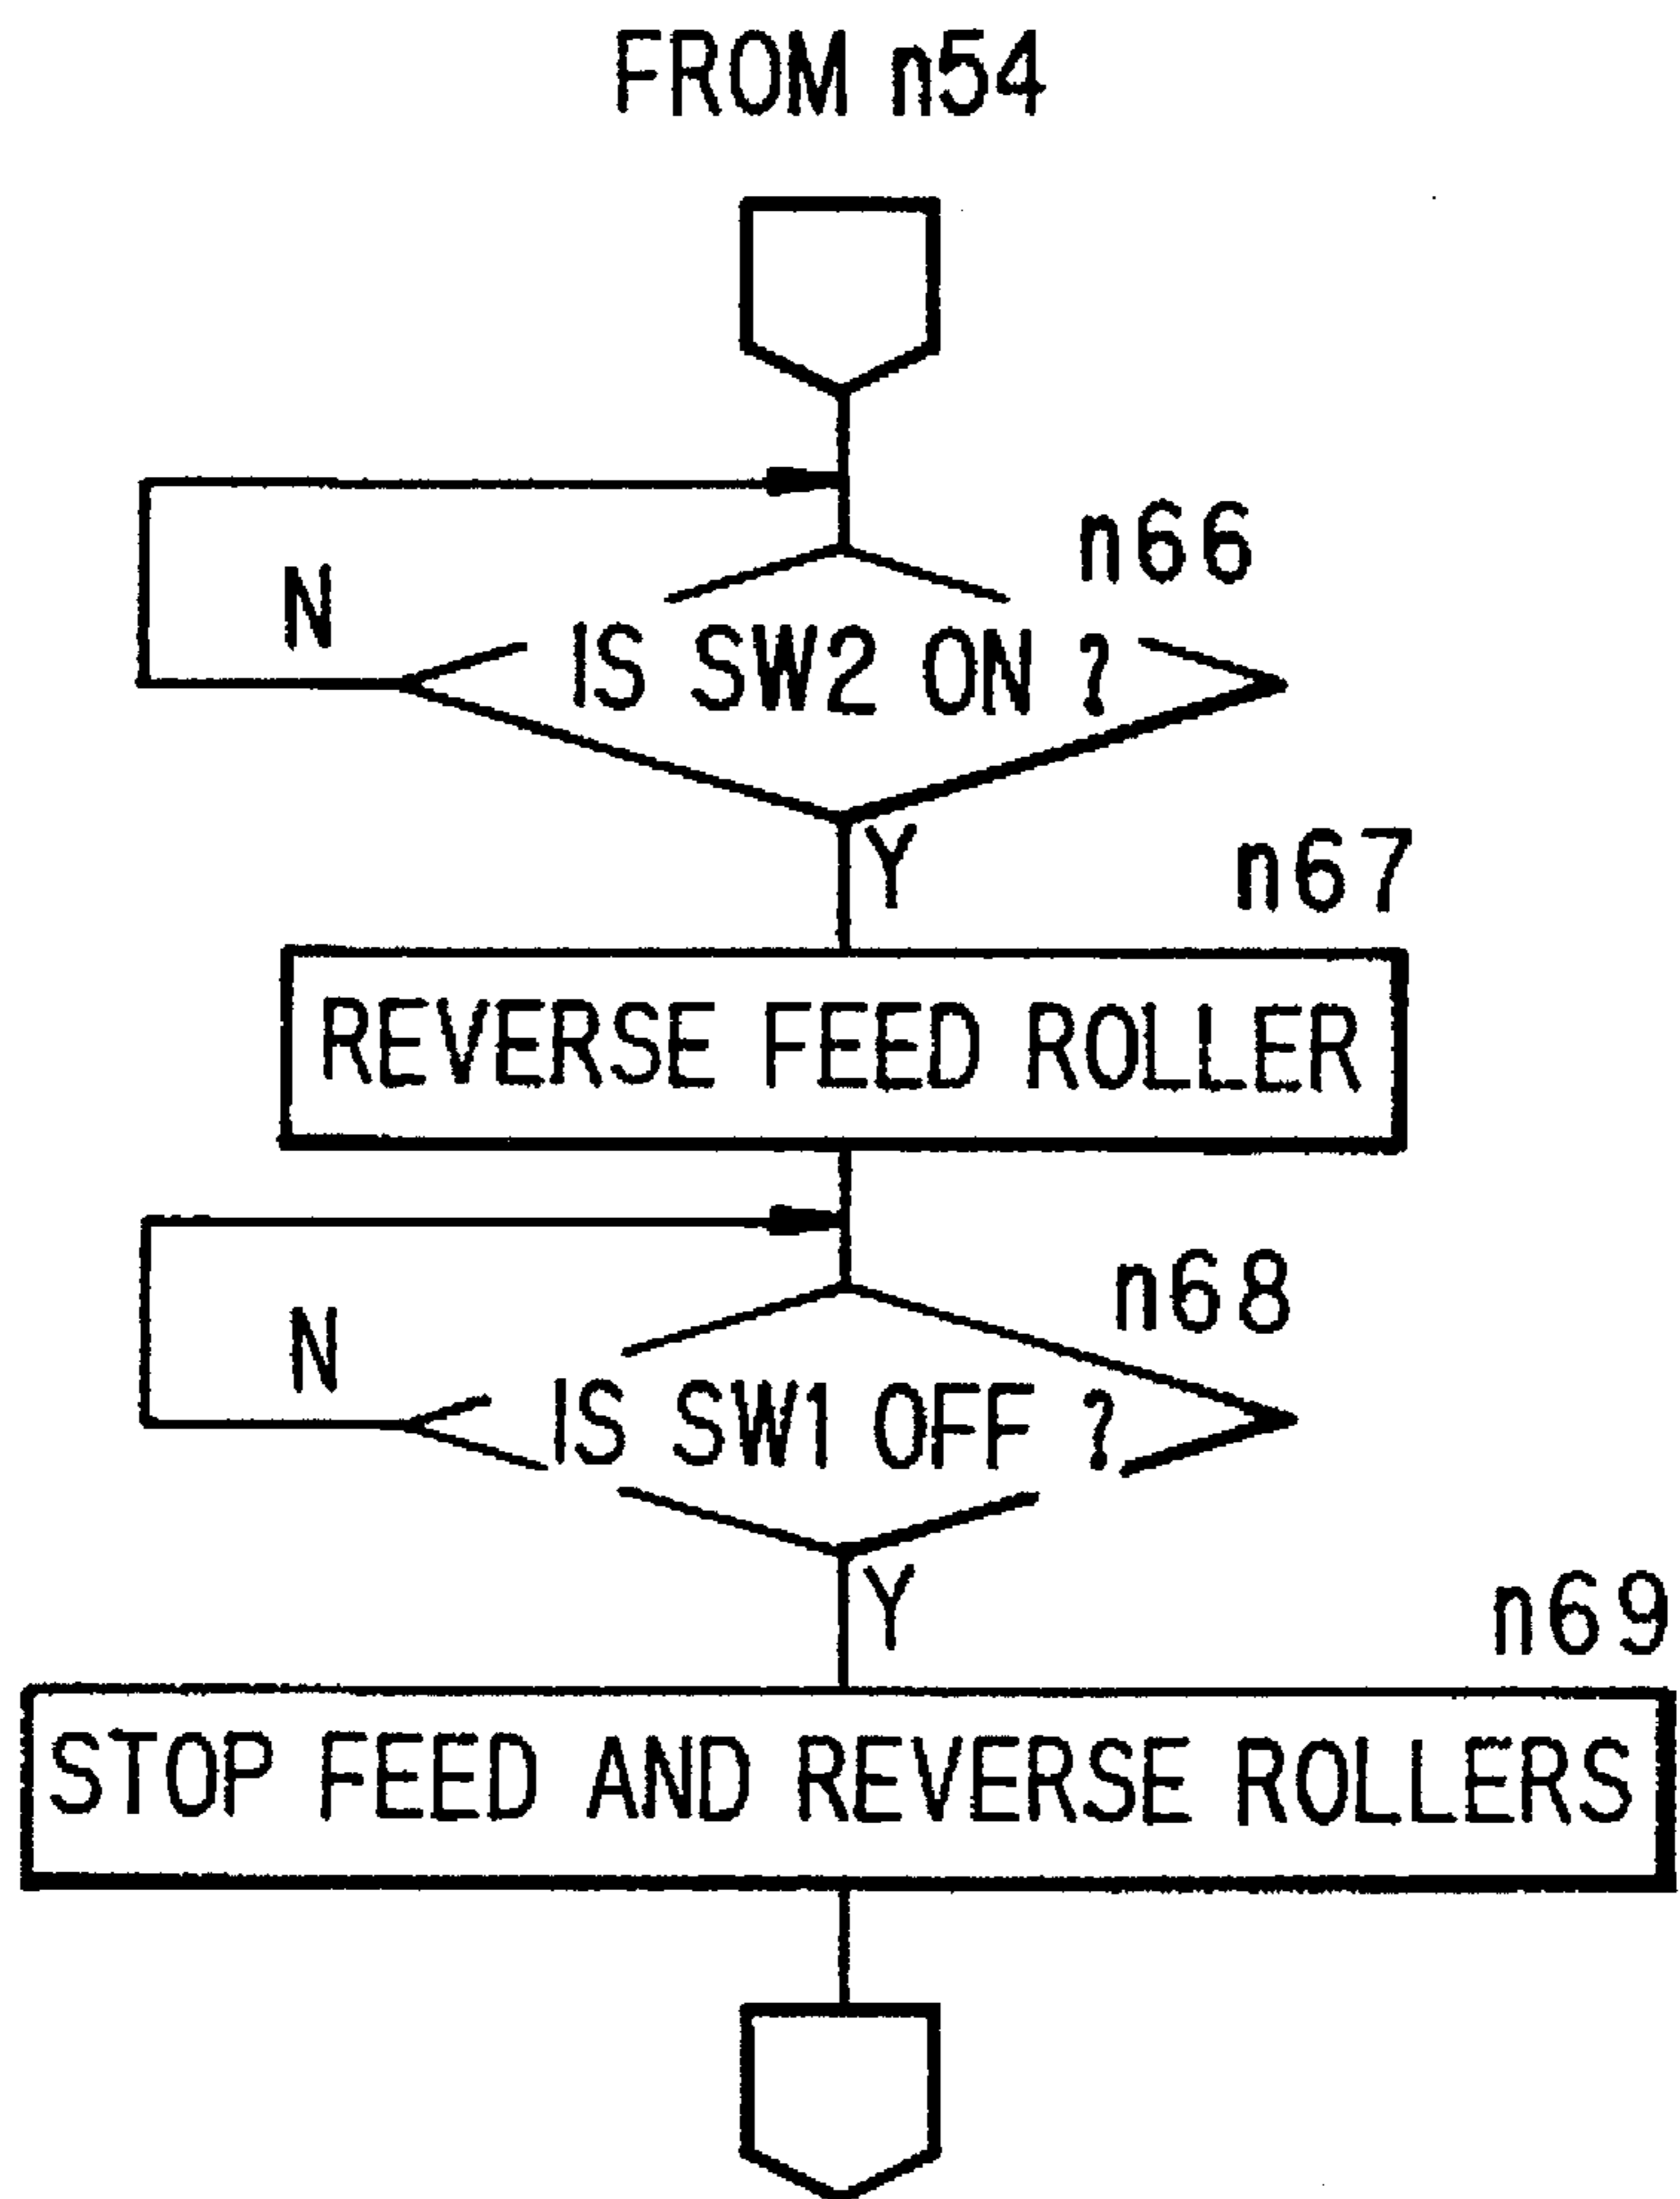 FROM n54
n66
N
IS SW2 ON ?
Y
n67
REVERSE FEED ROLLER
n68
N
IS SW1 OFF ?
Y
n69
STOP FEED AND REVERSE ROLLERS